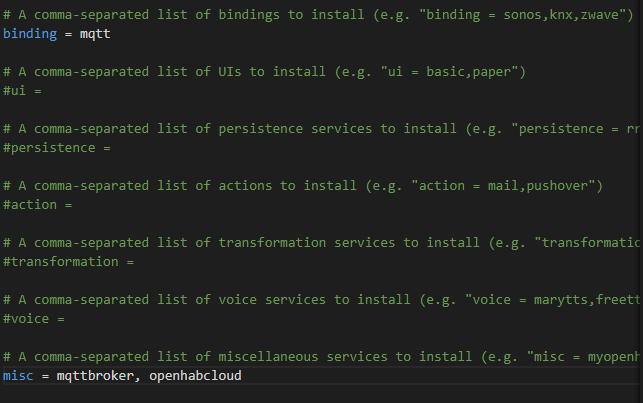 # A comma-separated list of bindings to install (e.g. "binding = sonos,knx,zwave")
binding = mqtt
# A comma-separated list of UIs to install (e.g. "ui = basic,paper")
#ui =
# A comma-separated list of persistence services to install (e.g. "persistence = rr
#persistence =
# A comma-separated list of actions to install (e.g. "action = mail,pushover")
#action =
# A comma-separated list of transformation services to install (e.g. "transformatio
#transformation =
# A comma-separated list of voice services to install (e.g. "voice = marytts,freett
#voice =
# A comma-separated list of miscellaneous services to install (e.g. "misc = myopenh
misc = mqttbroker, openhabcloud